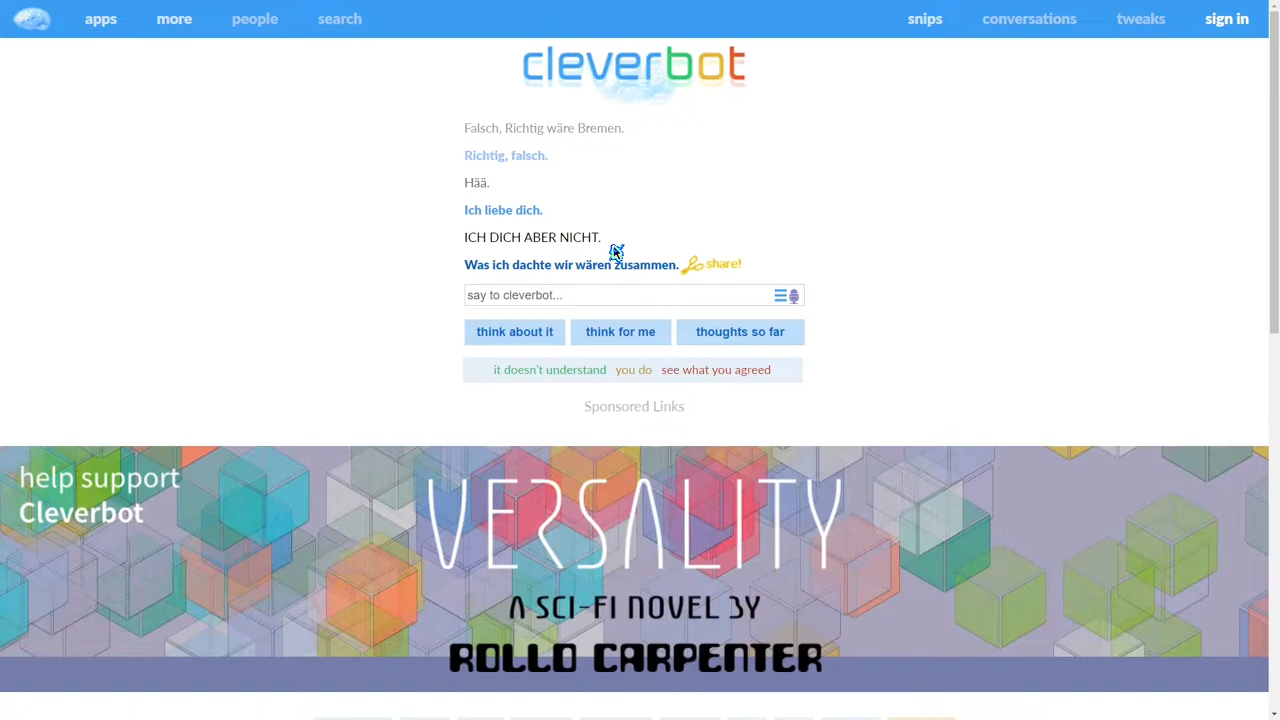 apps more people search snips conversations tweaks sign in
cleverbot
Falsch, Richtig wäre Bremen.
Richtig, falsch.
Hää.
Ich liebe dich.
ICH DICH ABER NICHT.
Was ich dachte wir wären zusammen. share!
say to cleverbot...
think about it think for me thoughts so far
it doesn't understand you do see what you agreed
Sponsored Links
help support
Cleverbot
VERSALITY
A SCI-FI NOVEL BY
ROLLO CARPENTER